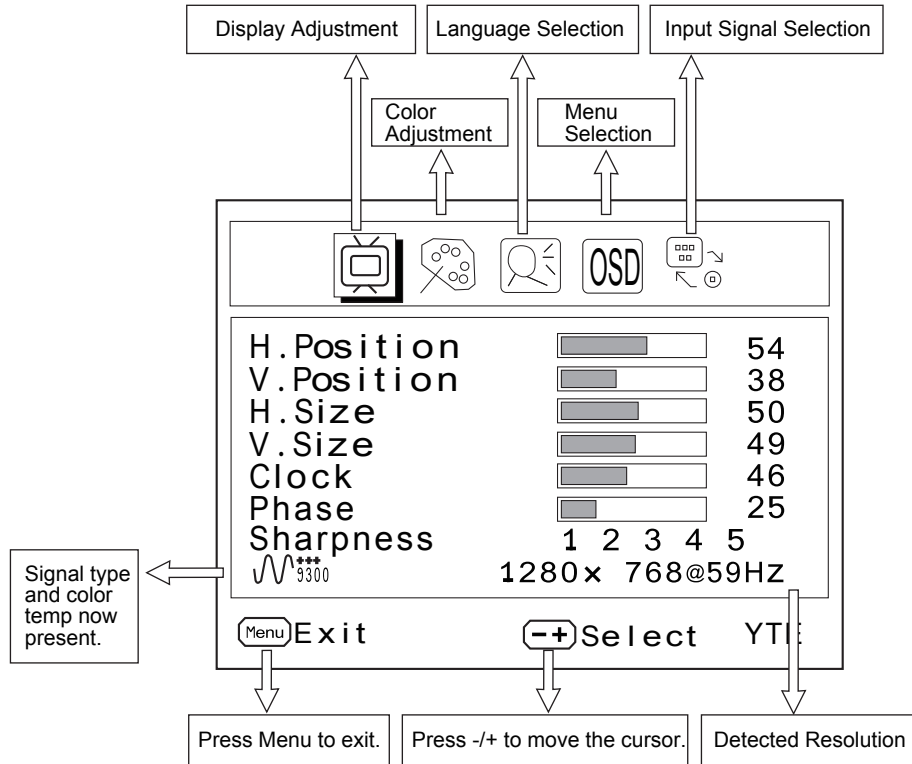 Display Adjustment
Language Selection
Input Signal Selection
Color
Adjustment
Menu
Selection
OSD
H.Position 54
V.Position 38
H.Size 50
V.Size 49
Clock 46
Phase 25
Sharpness 1 2 3 4 5
9300 1280x 768@59Hz
Signal type
and color
temp now
present.
Menu Exit -+ Select YTE
Press Menu to exit.
Press -/+ to move the cursor.
Detected Resolution